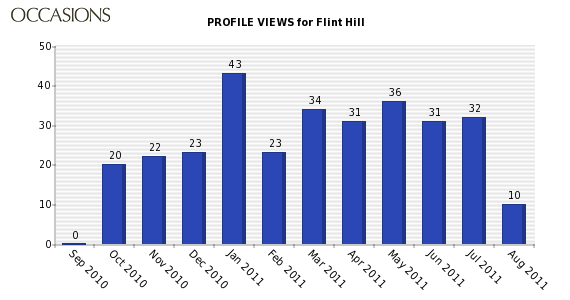 OCCASIONS
PROFILE VIEWS for Flint Hill
50
40
30
20
10
0
0
20
22
23
43
23
34
31
36
31
32
10
Sep 2010
Oct 2010
Nov 2010
Dec 2010
Jan 2011
Feb 2011
Mar 2011
Apr 2011
May 2011
Jun 2011
Jul 2011
Aug 2011